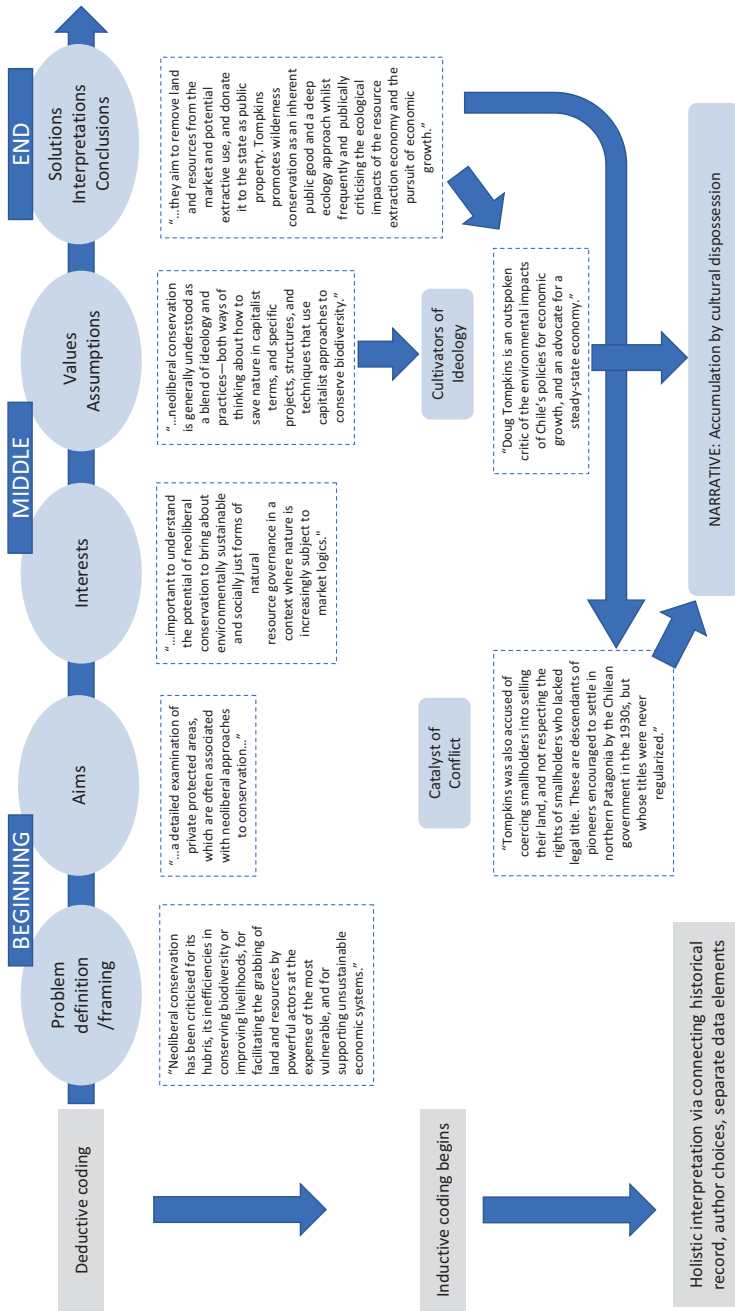 BEGINNING
MIDDLE
END
Deductive coding
Problem
definition
/framing
Aims
Interests
Values
Assumptions
Solutions
Interpretations
Conclusions
“Neoliberal conservation
has been criticised for its
hubris, its inefficiencies in
conserving biodiversity or
improving livelihoods, for
facilitating the grabbing of
land and resources by
powerful actors at the
expense of the most
vulnerable, and for
supporting unsustainable
economic systems.”
“...a detailed examination of
private protected areas,
which are often associated
with neoliberal approaches
to conservation...”
“...important to understand
the potential of neoliberal
conservation to bring about
environmentally sustainable
and socially just forms of
natural
resource governance in a
context where nature is
increasingly subject to
market logics."
“...neoliberal conservation
is generally understood as
a blend of ideology and
practices—both ways of
thinking about how to
save nature in capitalist
terms, and specific
projects, structures, and
techniques that use
capitalist approaches to
conserve biodiversity.”
“...they aim to remove land
and resources from the
market and potential
extractive use, and donate
it to the state as public
property. Tompkins
promotes wilderness
conservation as an inherent
public good and a deep
ecology approach whilst
frequently and publically
criticising the ecological
impacts of the resource
extraction economy and the
pursuit of economic
growth.”
Inductive coding begins
Catalyst of
Conflict
Cultivators of
Ideology
“Tompkins was also accused of
coercing smallholders into selling
their land, and not respecting the
rights of smallholders who lacked
legal title. These are descendants of
pioneers encouraged to settle in
northern Patagonia by the Chilean
government in the 1930s, but
whose titles were never
regularized.”
“Doug Tompkins is an outspoken
critic of the environmental impacts
of Chile’s policies for economic
growth, and an advocate for a
steady-state economy.”
Holistic interpretation via connecting historical
record, author choices, separate data elements
NARRATIVE: Accumulation by cultural dispossession